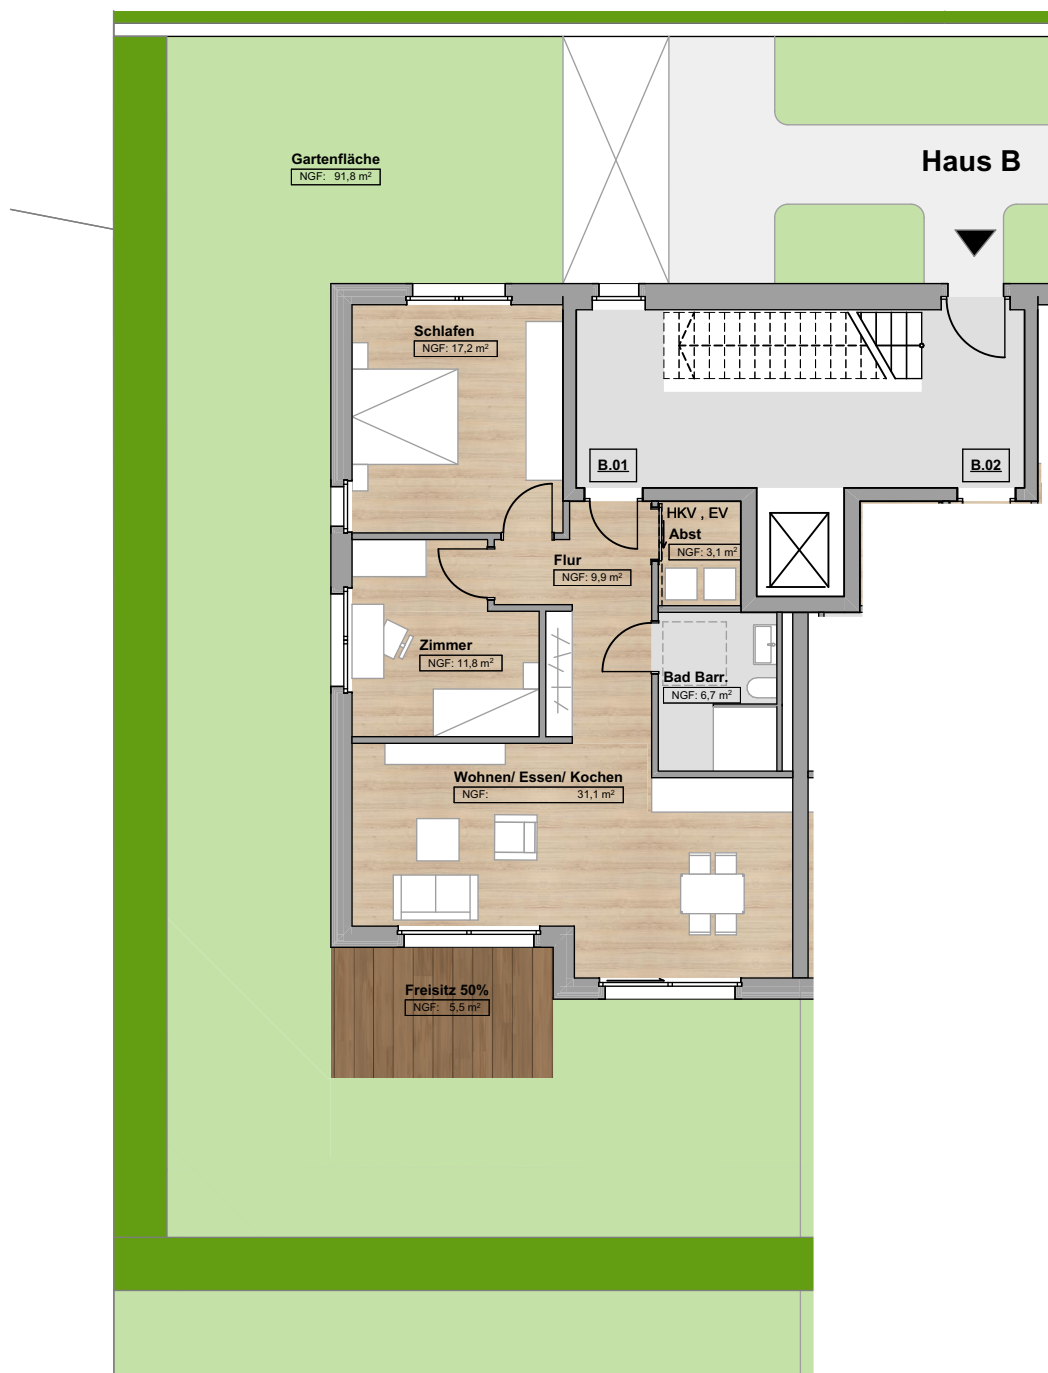 Gartenfläche
NGF: 91,8 m²
Haus B
Schlafen
NGF: 17,2 m²
B.01
B.02
HKV , EV
Abst
NGF: 3,1 m²
Flur
NGF: 9,9 m²
Zimmer
NGF: 11,8 m²
Bad Barr.
NGF: 6,7 m²
Wohnen/ Essen/ Kochen
NGF: 31,1 m²
Freisitz 50%
NGF: 5,5 m²